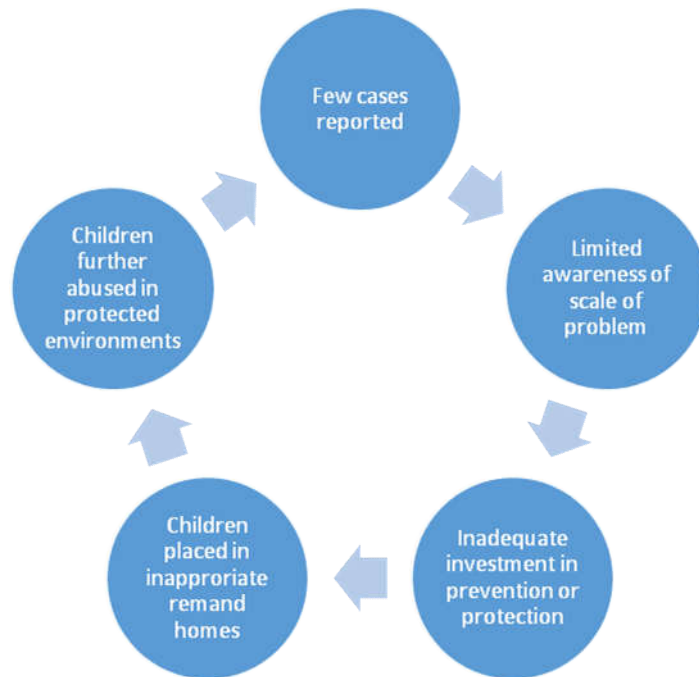 Few cases
reported
Limited
awareness of
scale of
problem
Inadequate
investment in
prevention or
protection
Children
placed in
inapproriate
remand
homes
Children
further
abused in
protected
environments